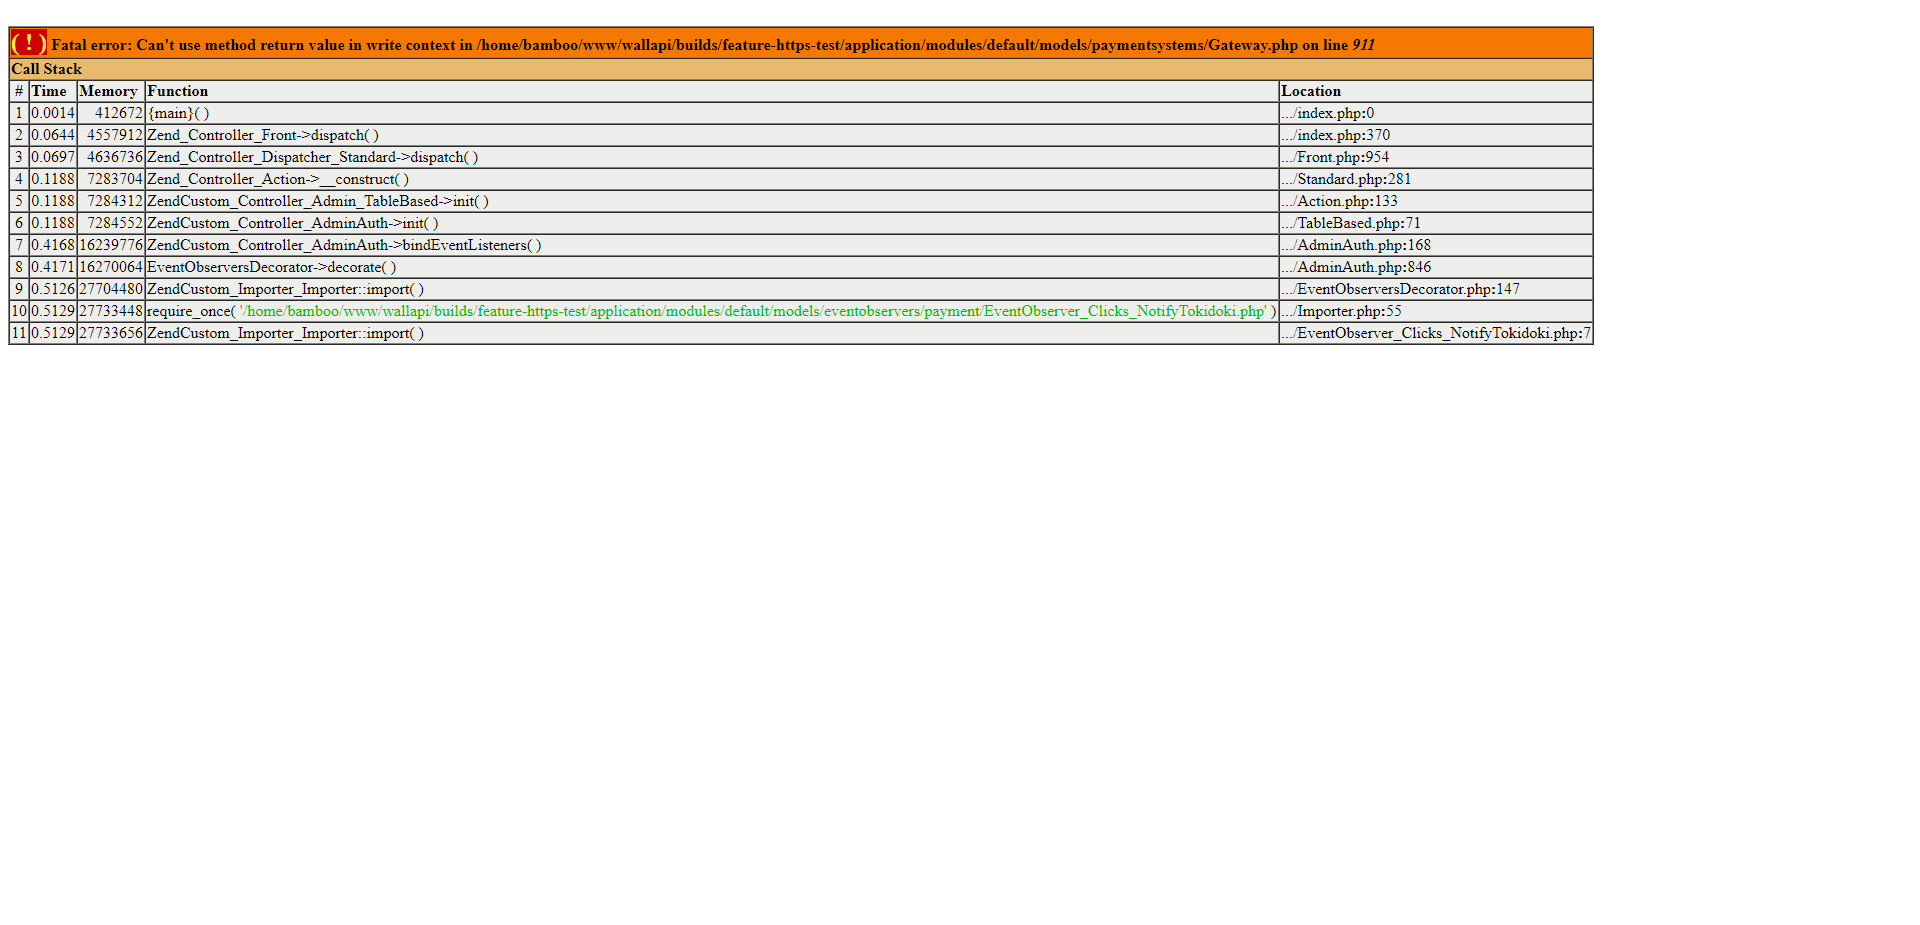 ( ! ) Fatal error: Can't use method return value in write context in /home/bamboo/www/wallapi/builds/feature-https-test/application/modules/default/models/paymentsystems/Gateway.php on line 911
Call Stack
# Time Memory Function Location
1 0.0014 412672 {main}( ) .../index.php:0
2 0.0644 4557912 Zend_Controller_Front->dispatch( ) .../index.php:370
3 0.0697 4636736 Zend_Controller_Dispatcher_Standard->dispatch( ) .../Front.php:954
4 0.1188 7283704 Zend_Controller_Action->__construct( ) .../Standard.php:281
5 0.1188 7284312 ZendCustom_Controller_Admin_TableBased->init( ) .../Action.php:133
6 0.1188 7284552 ZendCustom_Controller_AdminAuth->init( ) .../TableBased.php:71
7 0.4168 16239776 ZendCustom_Controller_AdminAuth->bindEventListeners( ) .../AdminAuth.php:168
8 0.4171 16270064 EventObserversDecorator->decorate( ) .../AdminAuth.php:846
9 0.5126 27704480 ZendCustom_Importer_Importer::import( ) .../EventObserversDecorator.php:147
10 0.5129 27733448 require_once( '/home/bamboo/www/wallapi/builds/feature-https-test/application/modules/default/models/eventobservers/payment/EventObserver_Clicks_NotifyTokidoki.php' ) .../Importer.php:55
11 0.5129 27733656 ZendCustom_Importer_Importer::import( ) .../EventObserver_Clicks_NotifyTokidoki.php:7